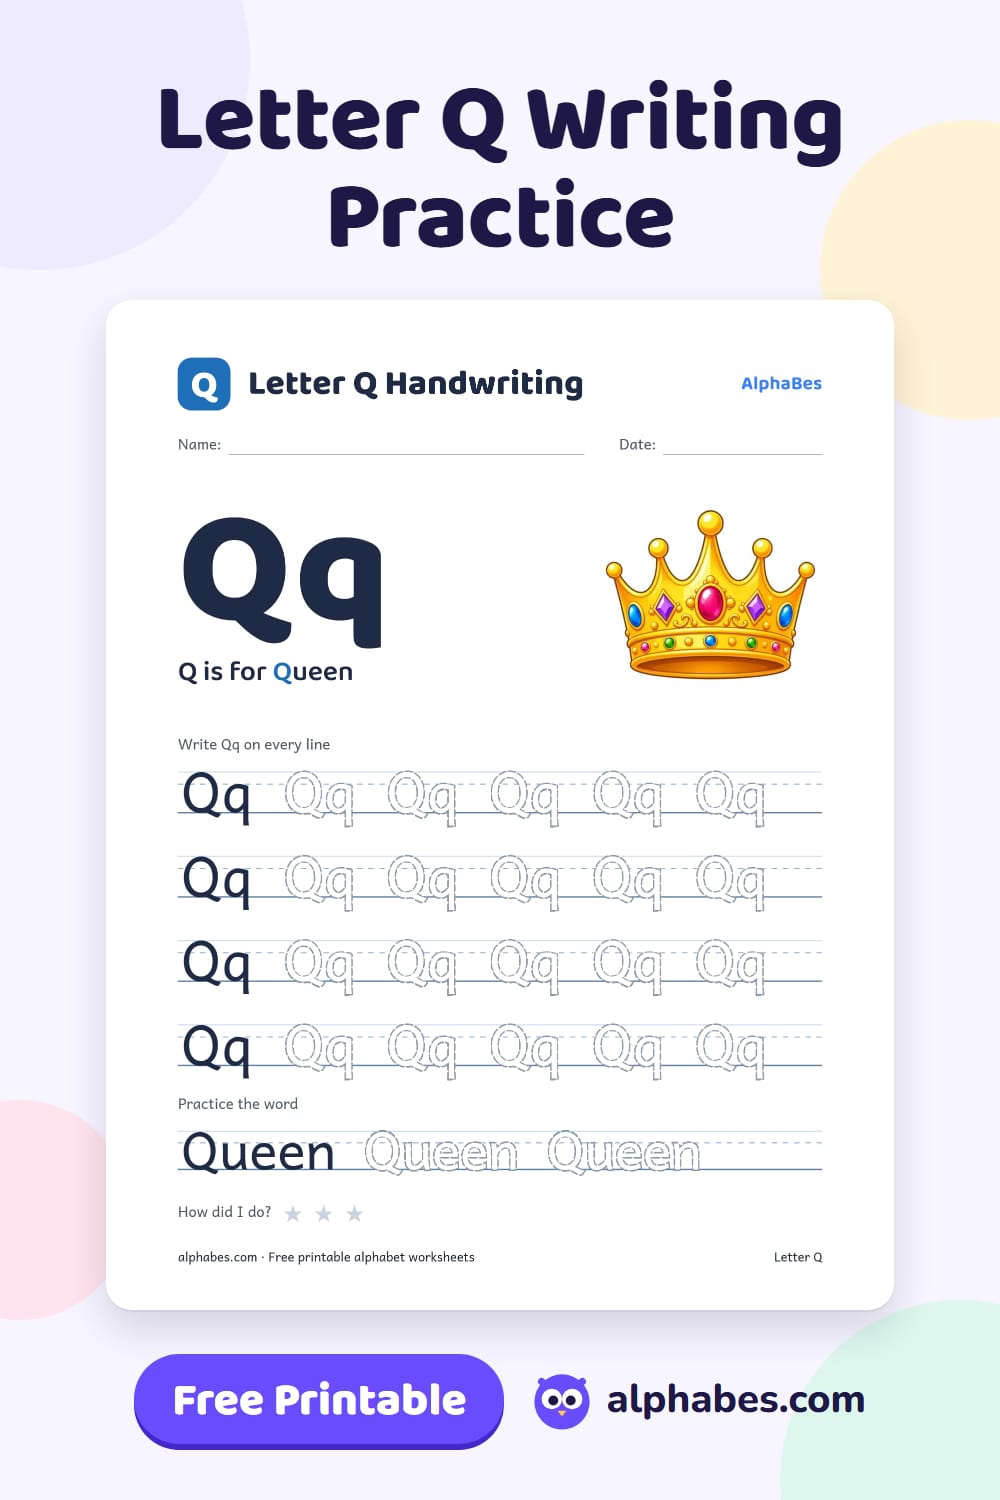 Letter Q Writing
Practice
Q Letter Q Handwriting AlphaBes
Name: Date:
Qq
Q is for Queen
Write Qq on every line
Qq Qq Qq Qq Qq Qq
Qq Qq Qq Qq Qq Qq
Qq Qq Qq Qq Qq Qq
Qq Qq Qq Qq Qq Qq
Practice the word
Queen Queen Queen
How did I do?
alphabes.com · Free printable alphabet worksheets Letter Q
Free Printable alphabes.com